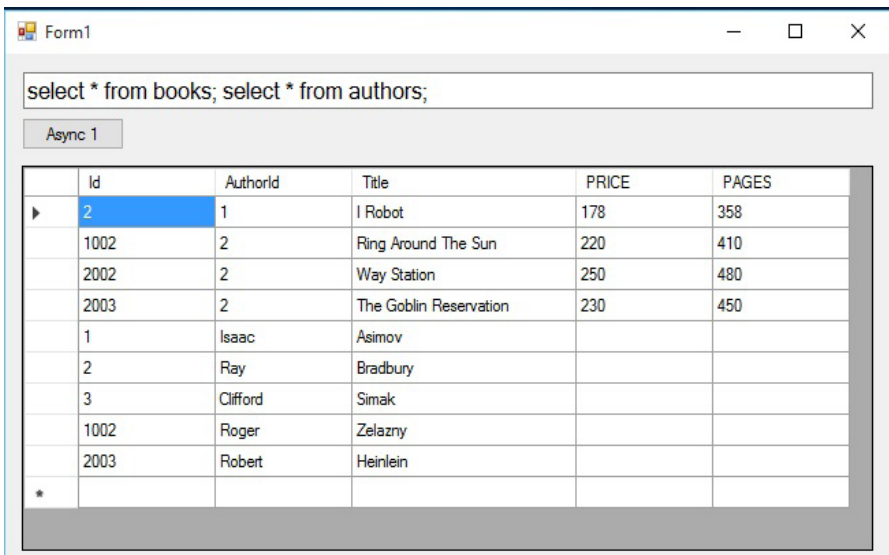 Form1
select * from books; select * from authors;
Async 1
Id AuthorId Title PRICE PAGES
2 1 I Robot 178 358
1002 2 Ring Around The Sun 220 410
2002 2 Way Station 250 480
2003 2 The Goblin Reservation 230 450
1 Isaac Asimov
2 Ray Bradbury
3 Clifford Simak
1002 Roger Zelazny
2003 Robert Heinlein